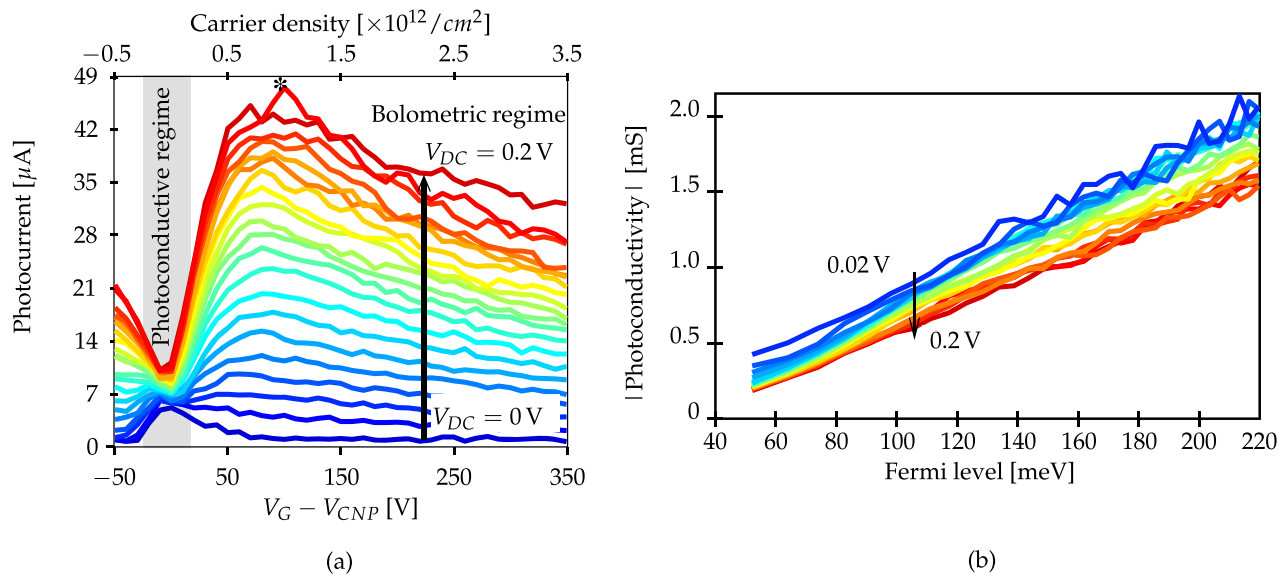 Carrier density [×10^12/cm^2]
−0.5 0.5 1.5 2.5 3.5
49
42
35
28
21
14
7
0
Photocurrent [μA]
Photoconductive regime
*
Bolometric regime
V_DC = 0.2 V
V_DC = 0 V
−50 50 150 250 350
V_G − V_CNP [V]
(a)
2.0
1.5
1.0
0.5
0
| Photoconductivity | [mS]
0.02 V
0.2 V
40 60 80 100 120 140 160 180 200 220
Fermi level [meV]
(b)